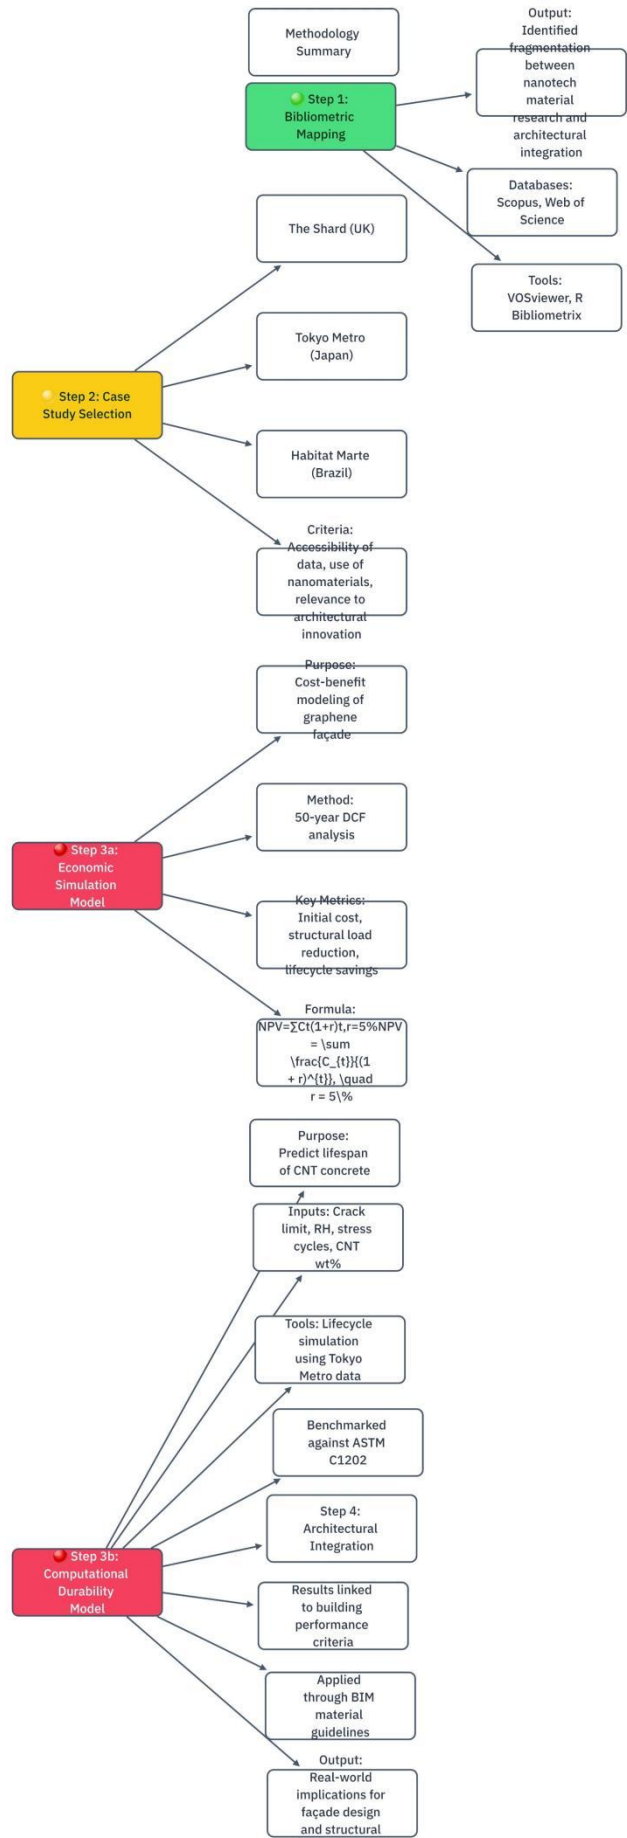 Methodology
Summary
Step 1:
Bibliometric
Mapping
Output:
Identified
fragmentation
between
nanotech
material
research and
architectural
integration
Databases:
Scopus, Web of
Science
Tools:
VOSviewer, R
Bibliometrix
Step 2: Case
Study Selection
The Shard (UK)
Tokyo Metro
(Japan)
Habitat Marte
(Brazil)
Criteria:
Accessibility of
data, use of
nanomaterials,
relevance to
architectural
innovation
Step 3a:
Economic
Simulation
Model
Purpose:
Cost-benefit
modeling of
graphene
façade
Method:
50-year DCF
analysis
Key Metrics:
Initial cost,
structural load
reduction,
lifecycle savings
Formula:
NPV=∑Ct(1+r)t,r=5%NPV
= \sum
\frac{C_{t}}{(1
+ r)^{t}}, \quad
r = 5\%
Step 3b:
Computational
Durability
Model
Purpose:
Predict lifespan
of CNT concrete
Inputs: Crack
limit, RH, stress
cycles, CNT
wt%
Tools: Lifecycle
simulation
using Tokyo
Metro data
Benchmarked
against ASTM
C1202
Step 4:
Architectural
Integration
Results linked
to building
performance
criteria
Applied
through BIM
material
guidelines
Output:
Real-world
implications for
façade design
and structural